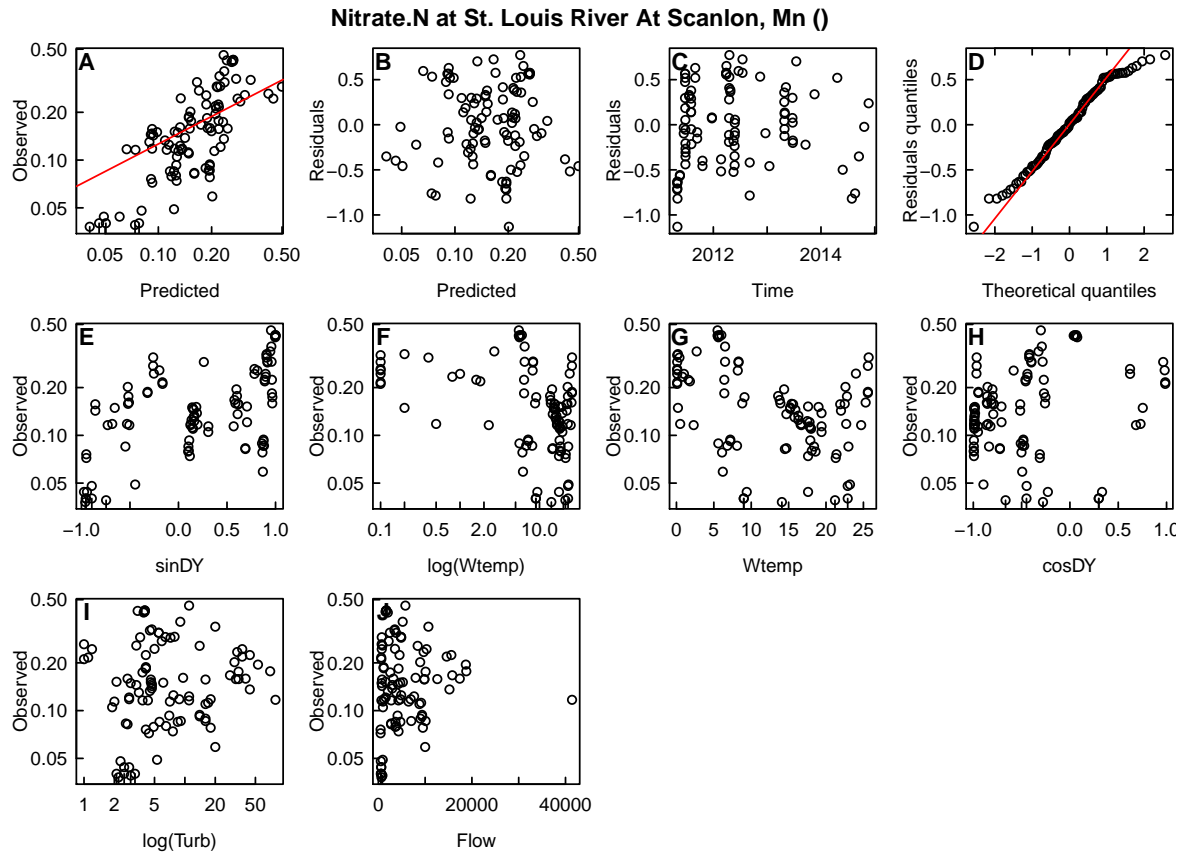 Nitrate.N at St. Louis River At Scanlon, Mn ()
A
Observed
0.50
0.20
0.10
0.05
0.05 0.10 0.20 0.50
Predicted
B
Residuals
0.5
0.0
−0.5
−1.0
0.05 0.10 0.20 0.50
Predicted
C
Residuals
0.5
0.0
−0.5
−1.0
2012 2014
Time
D
Residuals quantiles
0.5
0.0
−0.5
−1.0
−2 −1 0 1 2
Theoretical quantiles
E
Observed
0.50
0.20
0.10
0.05
−1.0 0.0 0.5 1.0
sinDY
F
Observed
0.50
0.20
0.10
0.05
0.1 0.5 2.0 10.0
log(Wtemp)
G
Observed
0.50
0.20
0.10
0.05
0 5 10 15 20 25
Wtemp
H
Observed
0.50
0.20
0.10
0.05
−1.0 0.0 0.5 1.0
cosDY
I
Observed
0.50
0.20
0.10
0.05
1 2 5 20 50
log(Turb)
J
Observed
0.50
0.20
0.10
0.05
0 20000 40000
Flow